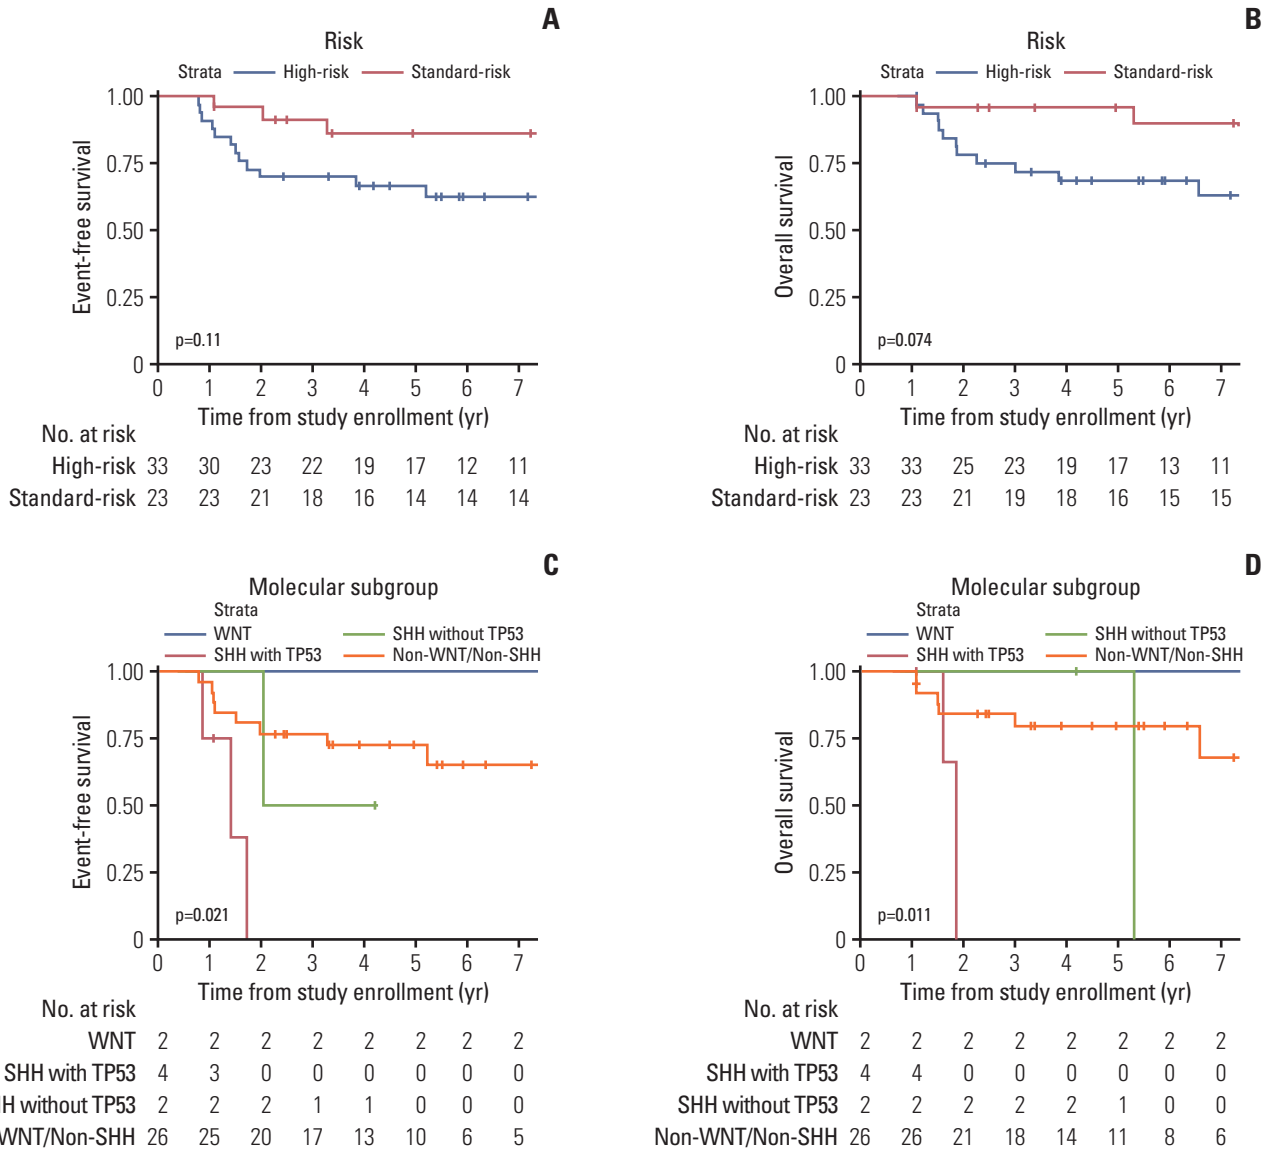 A
Risk
Strata High-risk Standard-risk
1.00
0.75
0.50
0.25
0
Event-free survival
p=0.11
0 1 2 3 4 5 6 7
Time from study enrollment (yr)
No. at risk
High-risk 33 30 23 22 19 17 12 11
Standard-risk 23 23 21 18 16 14 14 14
B
Risk
Strata High-risk Standard-risk
1.00
0.75
0.50
0.25
0
Overall survival
p=0.074
0 1 2 3 4 5 6 7
Time from study enrollment (yr)
No. at risk
High-risk 33 33 25 23 19 17 13 11
Standard-risk 23 23 21 19 18 16 15 15
C
Molecular subgroup
Strata
WNT SHH without TP53
SHH with TP53 Non-WNT/Non-SHH
1.00
0.75
0.50
0.25
0
Event-free survival
p=0.021
0 1 2 3 4 5 6 7
Time from study enrollment (yr)
No. at risk
WNT 2 2 2 2 2 2 2 2
SHH with TP53 4 3 0 0 0 0 0 0
H without TP53 2 2 2 1 1 0 0 0
WNT/Non-SHH 26 25 20 17 13 10 6 5
D
Molecular subgroup
Strata
WNT SHH without TP53
SHH with TP53 Non-WNT/Non-SHH
1.00
0.75
0.50
0.25
0
Overall survival
p=0.011
0 1 2 3 4 5 6 7
Time from study enrollment (yr)
No. at risk
WNT 2 2 2 2 2 2 2 2
SHH with TP53 4 4 0 0 0 0 0 0
SHH without TP53 2 2 2 2 2 1 0 0
Non-WNT/Non-SHH 26 26 21 18 14 11 8 6